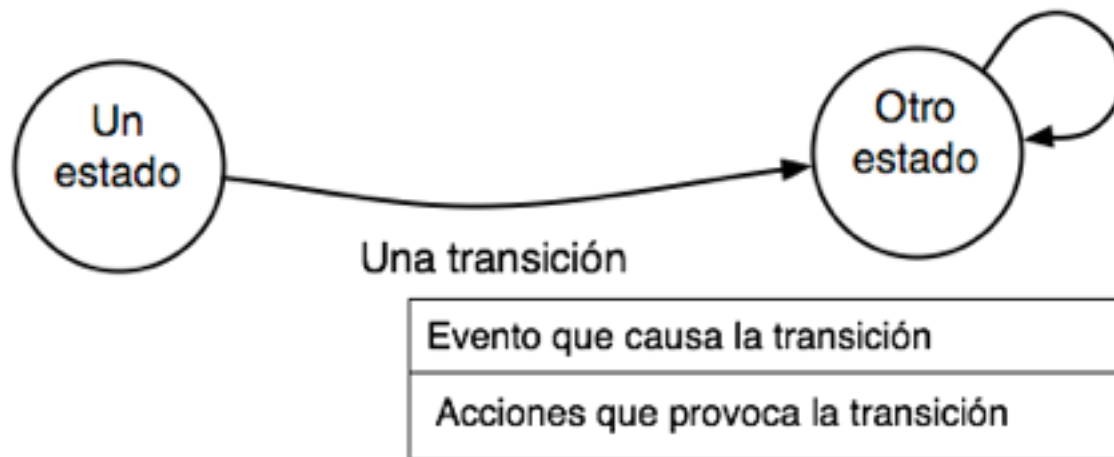 Un
estado
Otro
estado
Una transición
Evento que causa la transición
Acciones que provoca la transición